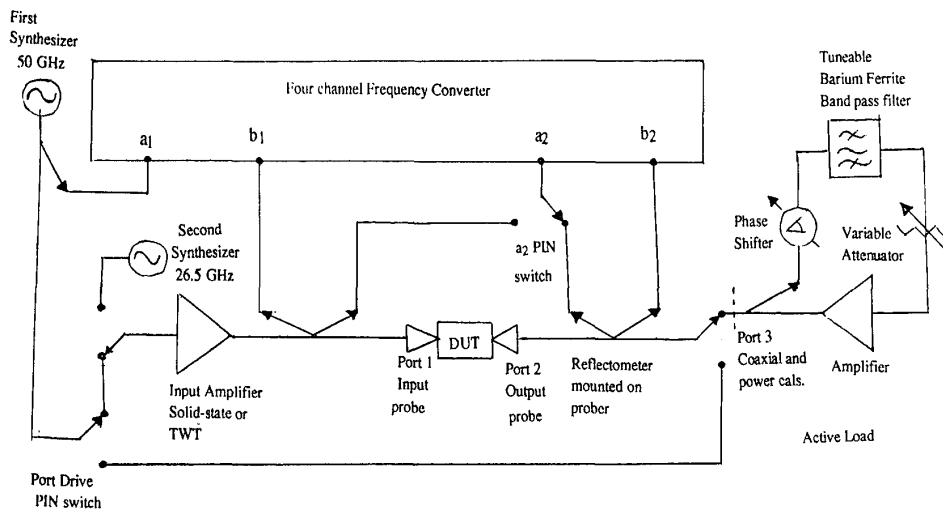 First
Synthesizer
50 GHz
Four channel Frequency Converter
a1
b1
a2
b2
Tuneable
Barium Ferrite
Band pass filter
Second
Synthesizer
26.5 GHz
a2 PIN
switch
Phase
Shifter
Variable
Attenuator
Input Amplifier
Solid-state or
TWT
Port 1
Input
probe
DUT
Port 2
Output
probe
Reflectometer
mounted on
prober
Port 3
Coaxial and
power cals.
Amplifier
Active Load
Port Drive
PIN switch